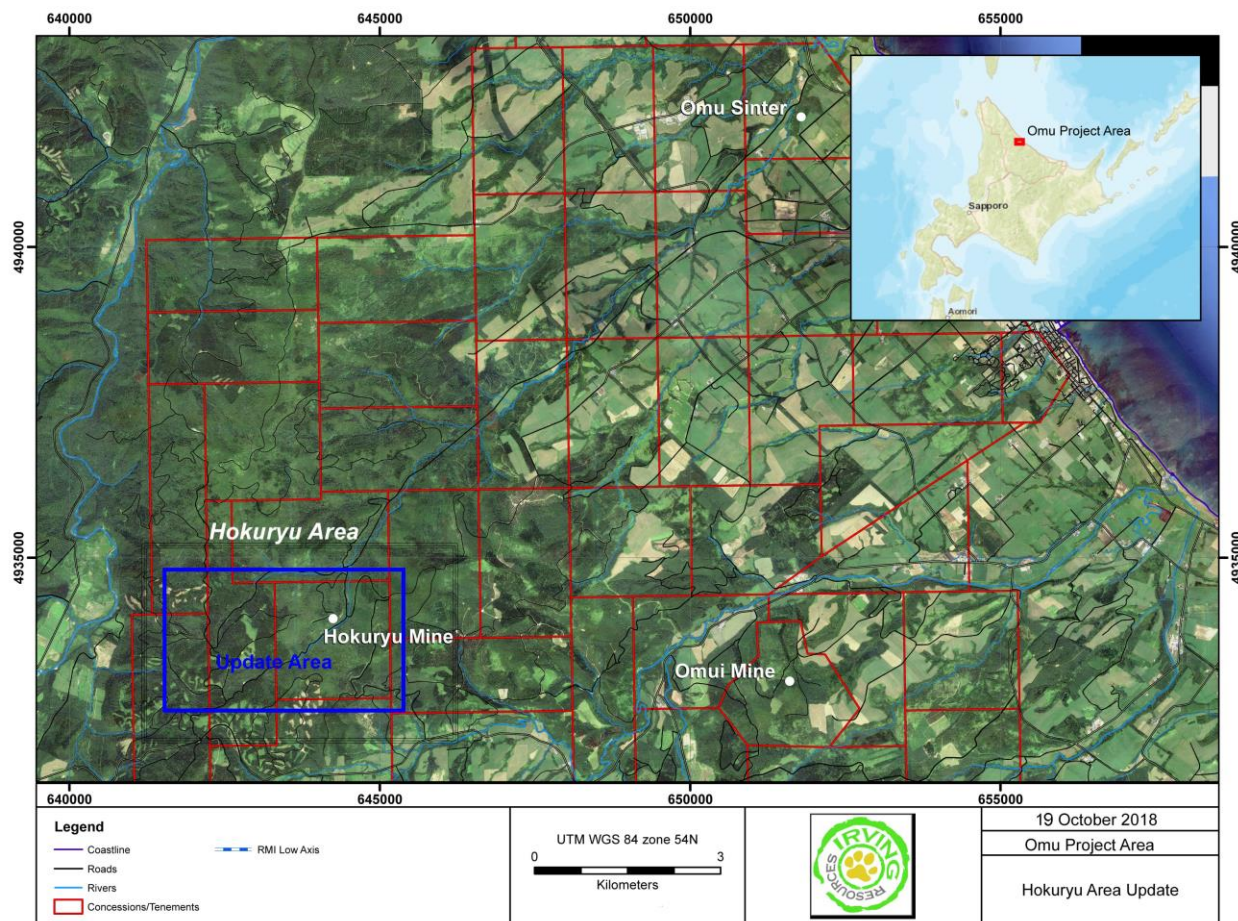 640000
645000
650000
655000
Omu Sinter
Omu Project Area
Sapporo
Aomori
4940000
4940000
Hokuryu Area
4935000
4935000
Hokuryu Mine
Update Area
Omui Mine
640000
645000
650000
655000
Legend
Coastline
RMI Low Axis
Roads
Rivers
Concessions/Tenements
UTM WGS 84 zone 54N
0
3
Kilometers
IRVING
RESOURCES
19 October 2018
Omu Project Area
Hokuryu Area Update